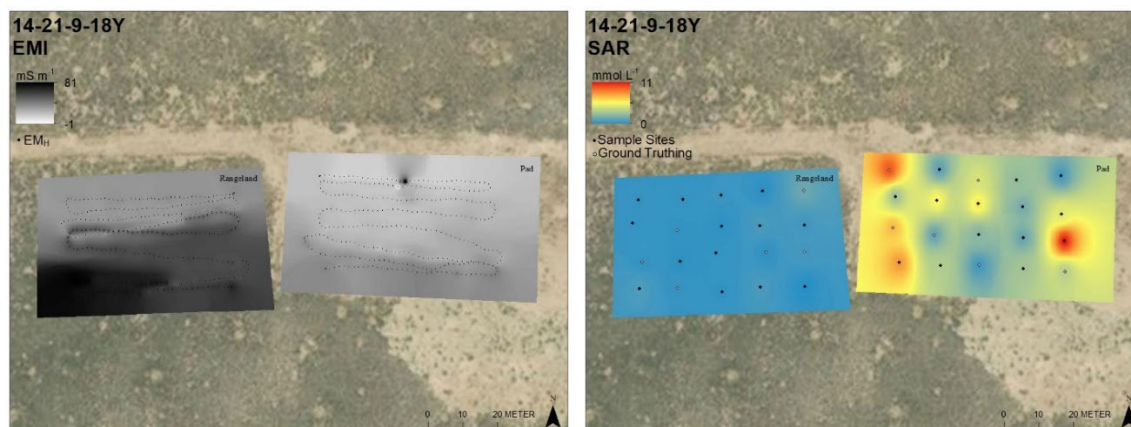 14-21-9-18Y
EMI
mS m⁻¹
81
-1
• EMH
Rangeland
Pad
0 10 20 METER
N
14-21-9-18Y
SAR
mmol L⁻¹
11
0
• Sample Sites
○ Ground Truthing
Rangeland
Pad
0 10 20 METER
N